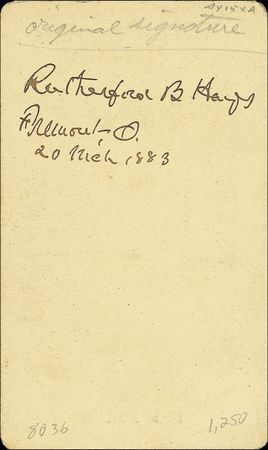 original signature
Rutherford B Hayes
Fremont, O.
20 Mch 1883
8036
1,250